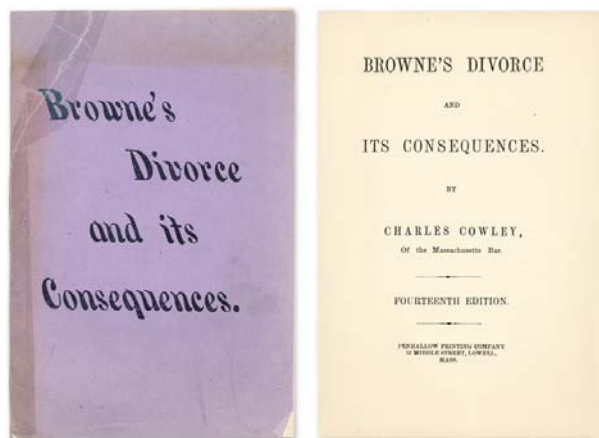 Browne's
Divorce
and its
Consequences.
BROWNE'S DIVORCE
AND
ITS CONSEQUENCES.
BY
CHARLES COWLEY,
Of the Massachusetts Bar.
FOURTEENTH EDITION.
PENHALLOW PRINTING COMPANY
MIDDLE STREET, LOWELL,
MASS.